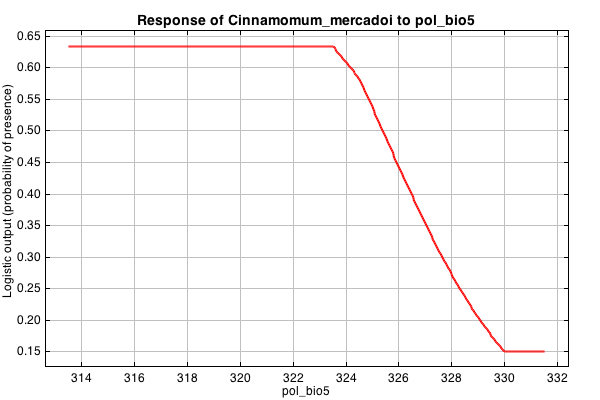 Response of Cinnamomum_mercadoi to pol_bio5
Logistic output (probability of presence)
0.65
0.60
0.55
0.50
0.45
0.40
0.35
0.30
0.25
0.20
0.15
314 316 318 320 322 324 326 328 330 332
pol_bio5